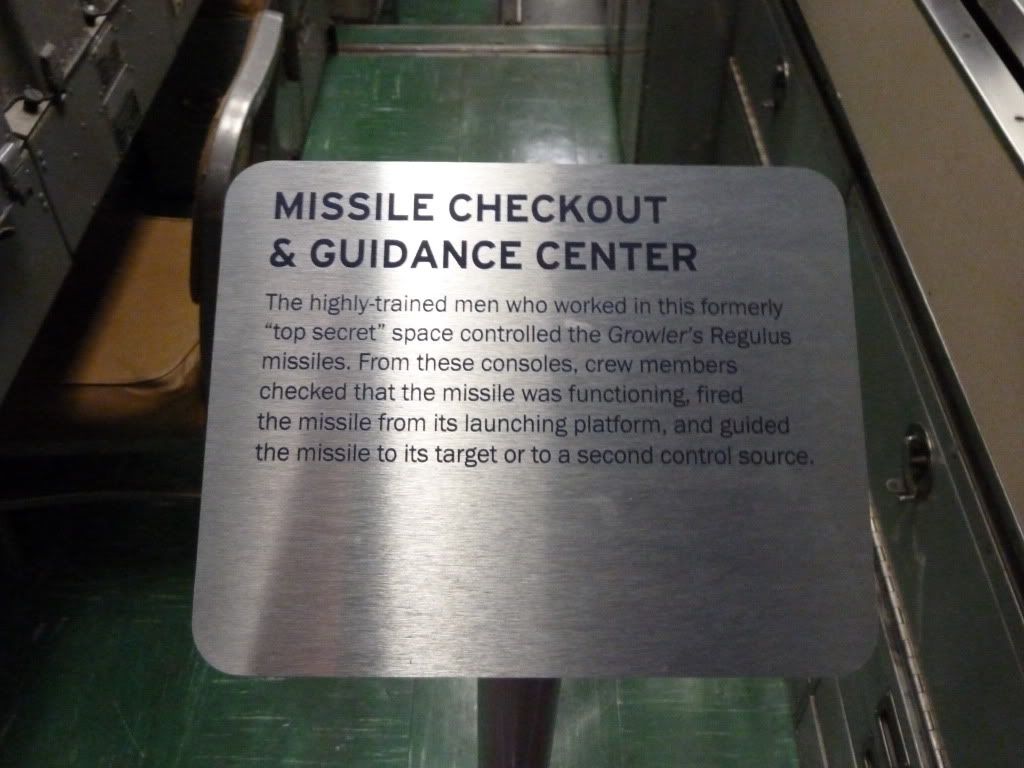 MISSILE CHECKOUT
& GUIDANCE CENTER
The highly-trained men who worked in this formerly
“top secret” space controlled the Growler’s Regulus
missiles. From these consoles, crew members
checked that the missile was functioning, fired
the missile from its launching platform, and guided
the missile to its target or to a second control source.